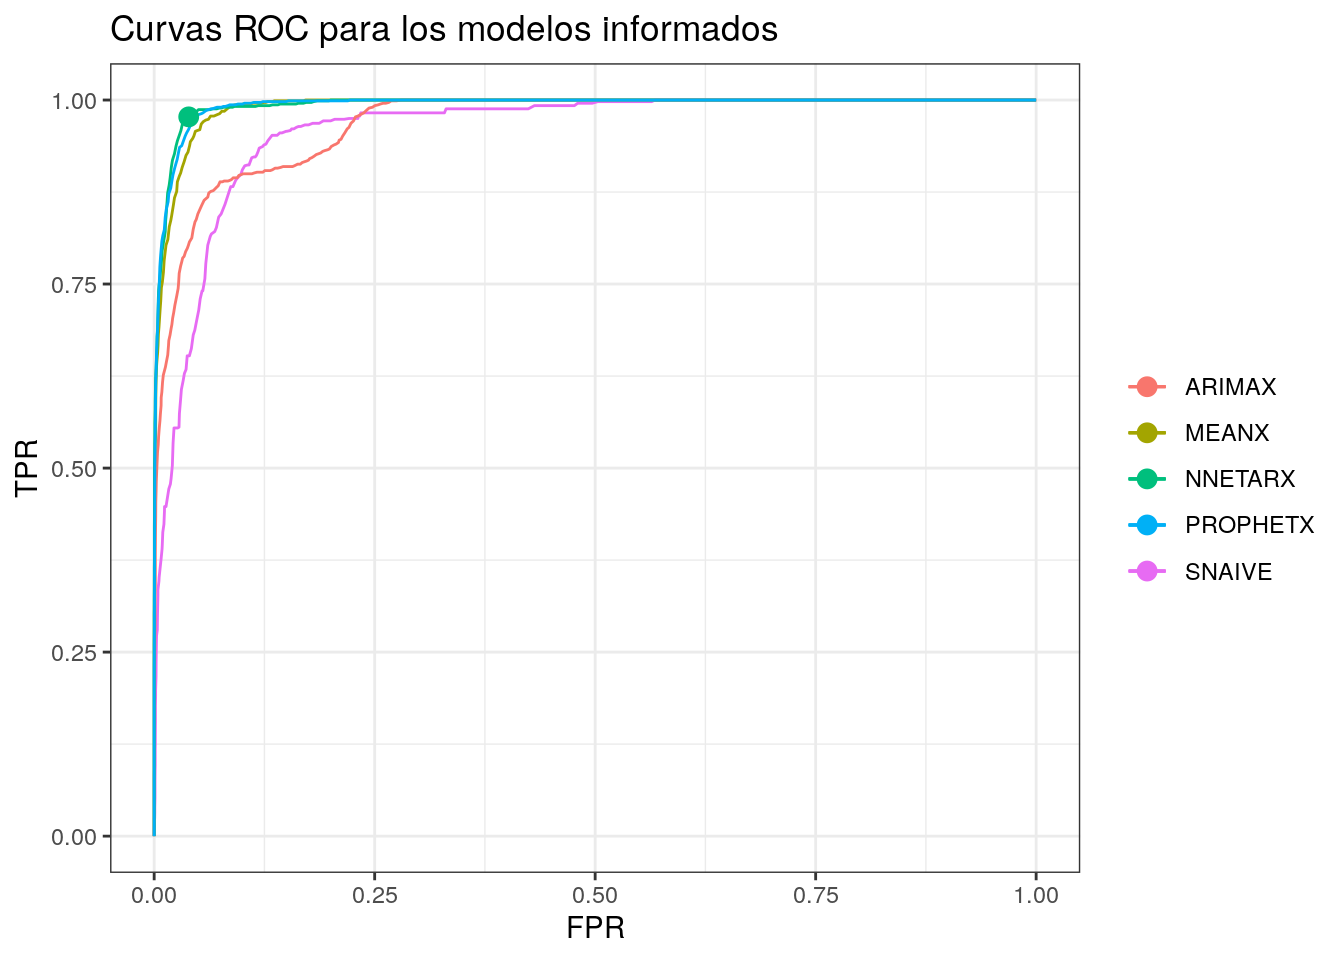 Curvas ROC para los modelos informados
1.00
0.75
0.50
0.25
0.00
TPR
0.00 0.25 0.50 0.75 1.00
FPR
ARIMAX
MEANX
NNETARX
PROPHETX
SNAIVE